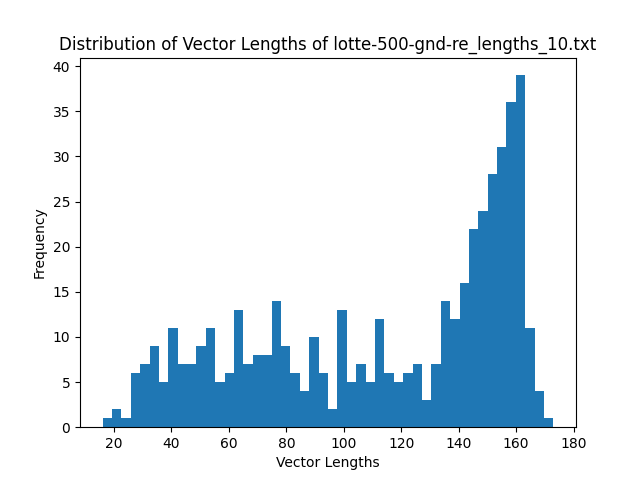 Distribution of Vector Lengths of lotte-500-gnd-re_lengths_10.txt
40
35
30
25
20
15
10
5
0
Frequency
20 40 60 80 100 120 140 160 180
Vector Lengths